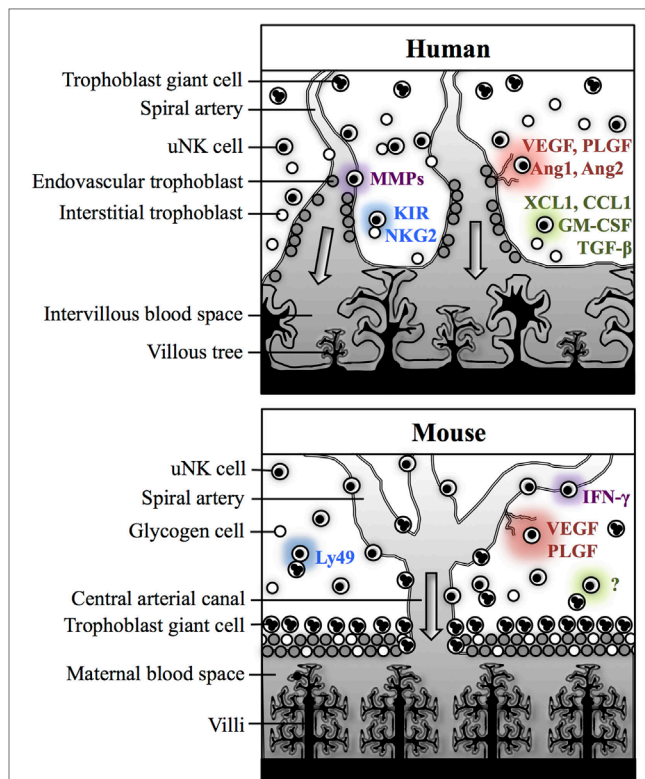 Human
Trophoblast giant cell
Spiral artery
uNK cell
Endovascular trophoblast
Interstitial trophoblast
Intervillous blood space
Villous tree
MMPs
KIR
NKG2
VEGF, PLGF
Ang1, Ang2
XCL1, CCL1
GM-CSF
TGF-β
Mouse
uNK cell
Spiral artery
Glycogen cell
Central arterial canal
Trophoblast giant cell
Maternal blood space
Villi
Ly49
IFN-γ
VEGF
PLGF
?